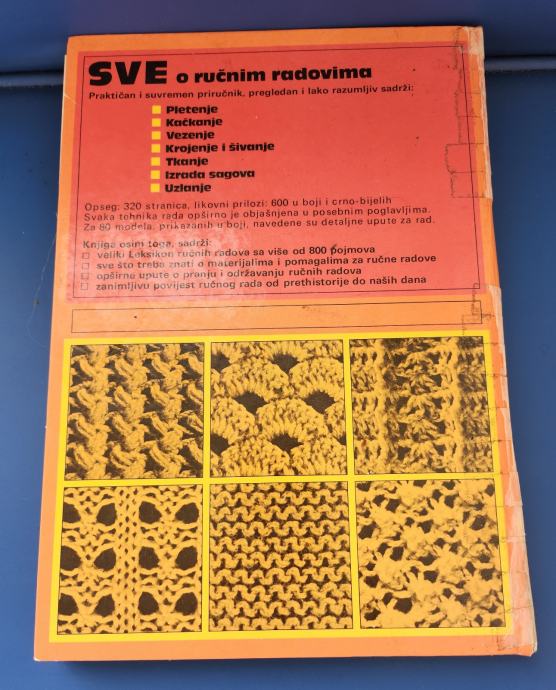 SVE o ručnim radovima
Praktičan i suvremen priručnik, pregledan i lako razumljiv sadrži:
Pletenje
Kačkanje
Vezenje
Krojenje i šivanje
Tkanje
Izrada sagova
Uzlanje
Opseg: 320 stranica, likovni prilozi: 600 u boji i crno-bijelih
Svaka tehnika rada opširno je objašnjena u posebnim poglavljima.
Za 80 modela, prikazanih u boji, navedene su detaljne upute za rad.
Knjiga osim toga, sadrži:
veliki Leksikon ručnih radova sa više od 800 pojmova
sve što treba znati o materijalima i pomagalima za ručne radove
opširne upute o pranju i održavanju ručnih radova
zanimljivu povijest ručnog rada od prethistorije do naših dana